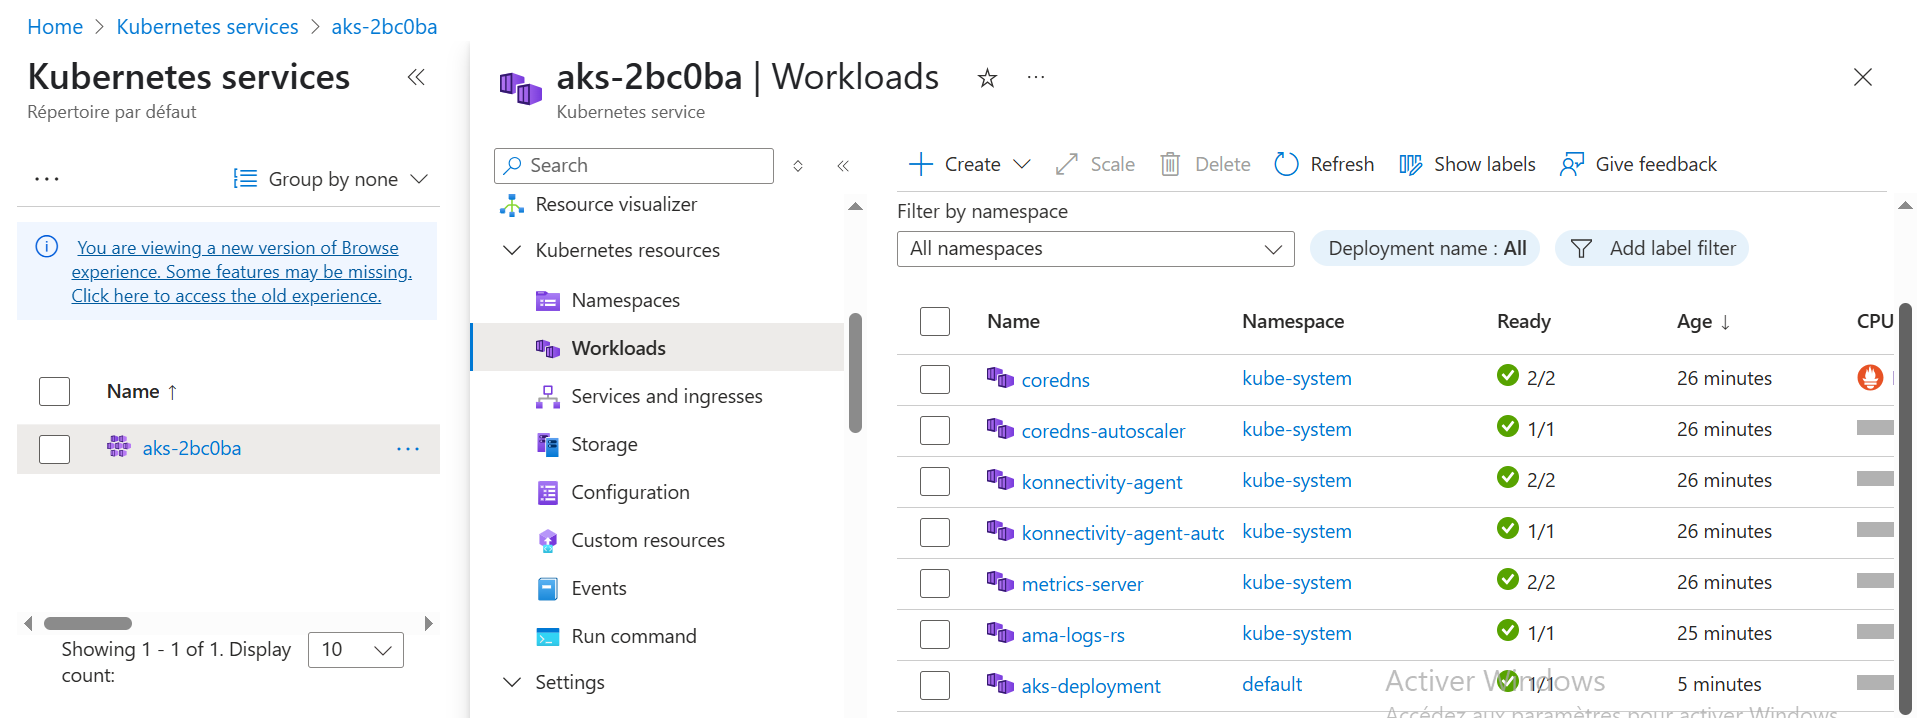 Home > Kubernetes services > aks-2bc0ba
Kubernetes services
Répertoire par défaut
Group by none
You are viewing a new version of Browse
experience. Some features may be missing.
Click here to access the old experience.
Name ↑
aks-2bc0ba
Showing 1 - 1 of 1. Display
count:
10
aks-2bc0ba | Workloads
Kubernetes service
Search
Resource visualizer
Kubernetes resources
Namespaces
Workloads
Services and ingresses
Storage
Configuration
Custom resources
Events
Run command
Settings
Create Scale Delete Refresh Show labels Give feedback
Filter by namespace
All namespaces Deployment name : All Add label filter
Name Namespace Ready Age ↓ CPU
coredns kube-system 2/2 26 minutes
coredns-autoscaler kube-system 1/1 26 minutes
konnectivity-agent kube-system 2/2 26 minutes
konnectivity-agent-autc kube-system 1/1 26 minutes
metrics-server kube-system 2/2 26 minutes
ama-logs-rs kube-system 1/1 25 minutes
aks-deployment default 1/1 5 minutes
Activer Windows
Accédez aux paramètres pour activer Windows